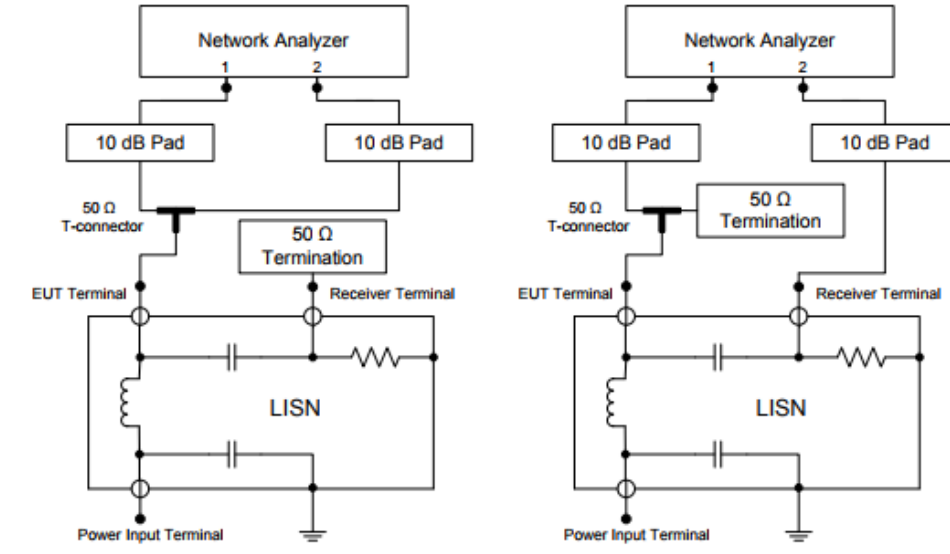 Network Analyzer
1 2
10 dB Pad
10 dB Pad
50 Ω
T-connector
50 Ω
Termination
EUT Terminal
Receiver Terminal
LISN
Power Input Terminal
Network Analyzer
1 2
10 dB Pad
10 dB Pad
50 Ω
T-connector
50 Ω
Termination
EUT Terminal
Receiver Terminal
LISN
Power Input Terminal